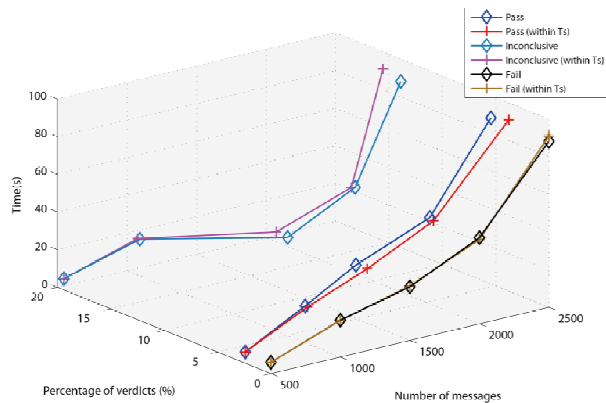 Pass
Pass (within Ts)
Inconclusive
Inconclusive (within Ts)
Fail
Fail (within Ts)
100
80
60
40
20
0
Time(s)
20
15
10
5
0
Percentage of verdicts (%)
500
1000
1500
2000
2500
Number of messages